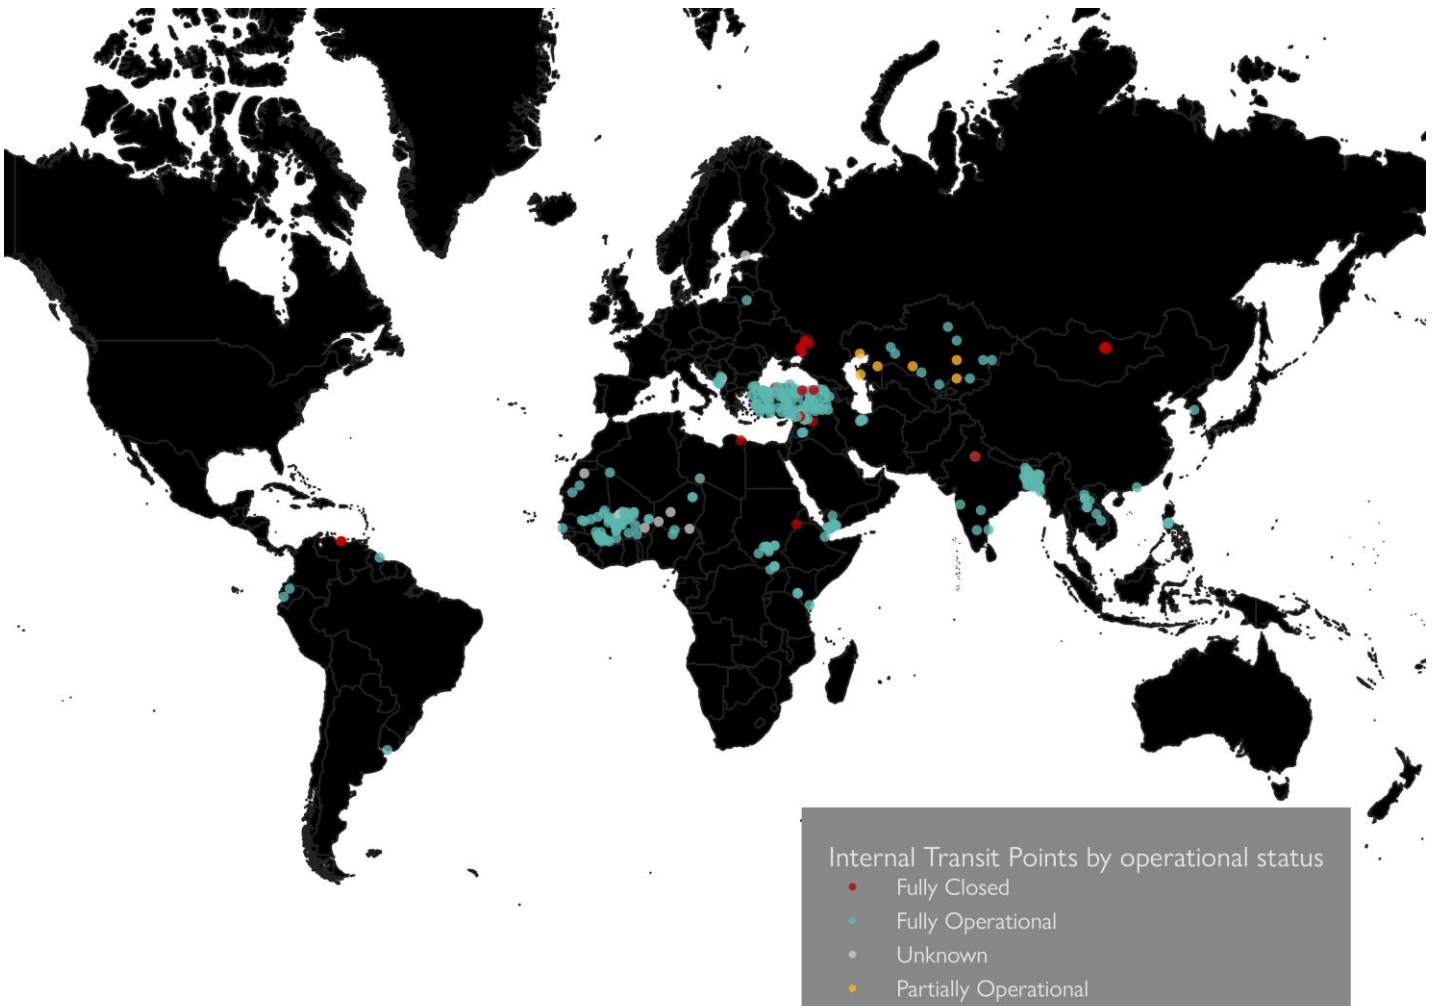 Internal Transit Points by operational status
Fully Closed
Fully Operational
Unknown
Partially Operational